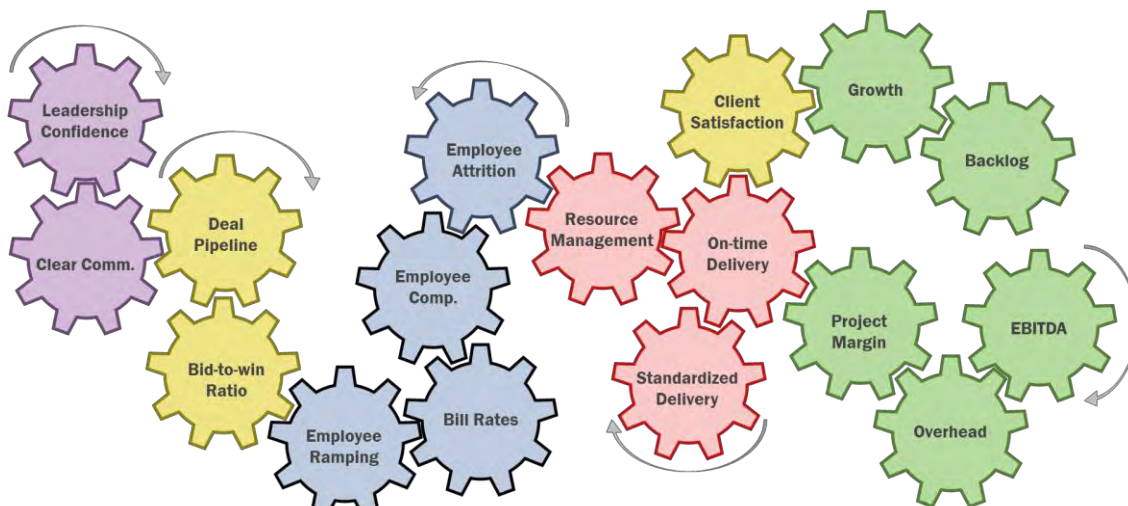 Leadership
Confidence
Clear Comm.
Deal
Pipeline
Bid-to-win
Ratio
Employee
Ramping
Bill Rates
Employee
Comp.
Employee
Attrition
Resource
Management
On-time
Delivery
Standardized
Delivery
Client
Satisfaction
Growth
Backlog
Project
Margin
Overhead
EBITDA